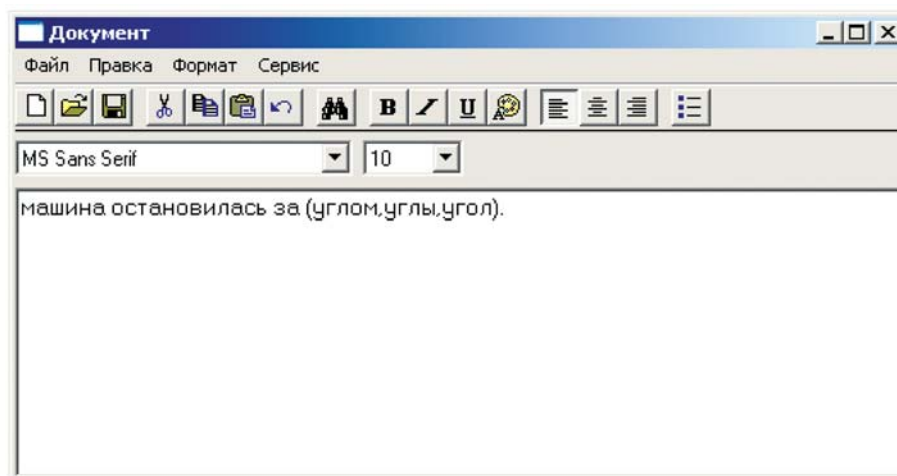 Документ
Файл Правка Формат Сервис
B I U
MS Sans Serif 10
машина остановилась за (углом,углы,угол).